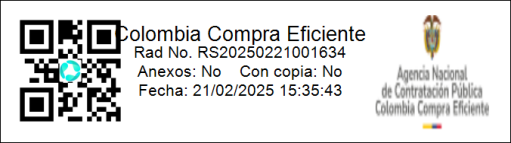 Colombia Compra Eficiente
Rad No. RS20250221001634
Anexos: No Con copia: No
Fecha: 21/02/2025 15:35:43
Agencia Nacional
de Contratación Pública
Colombia Compra Eficiente